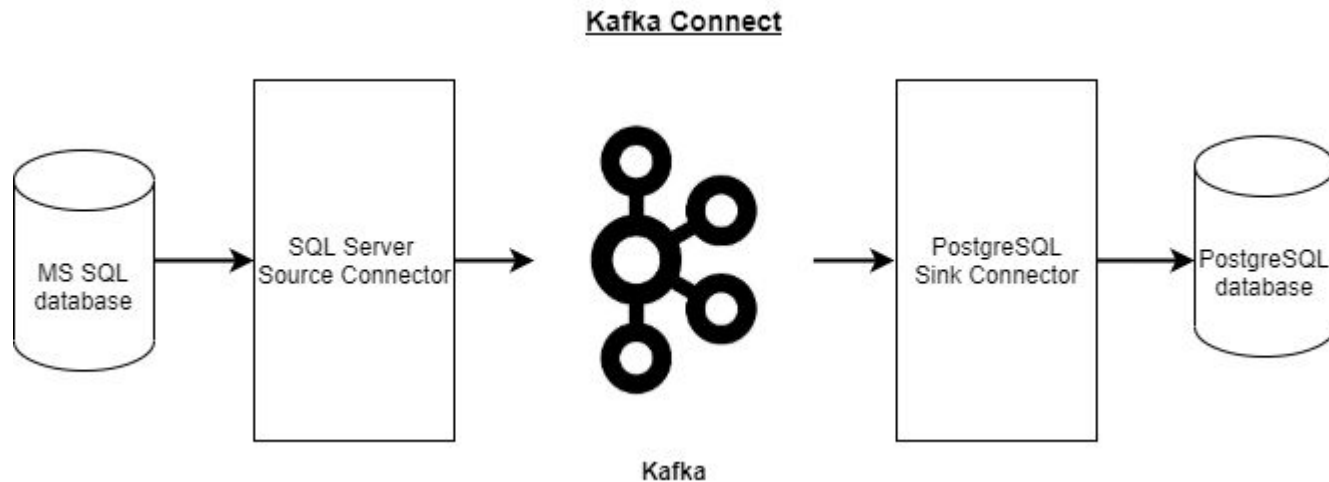 Kafka Connect
MS SQL
database
SQL Server
Source Connector
PostgreSQL
Sink Connector
PostgreSQL
database
Kafka